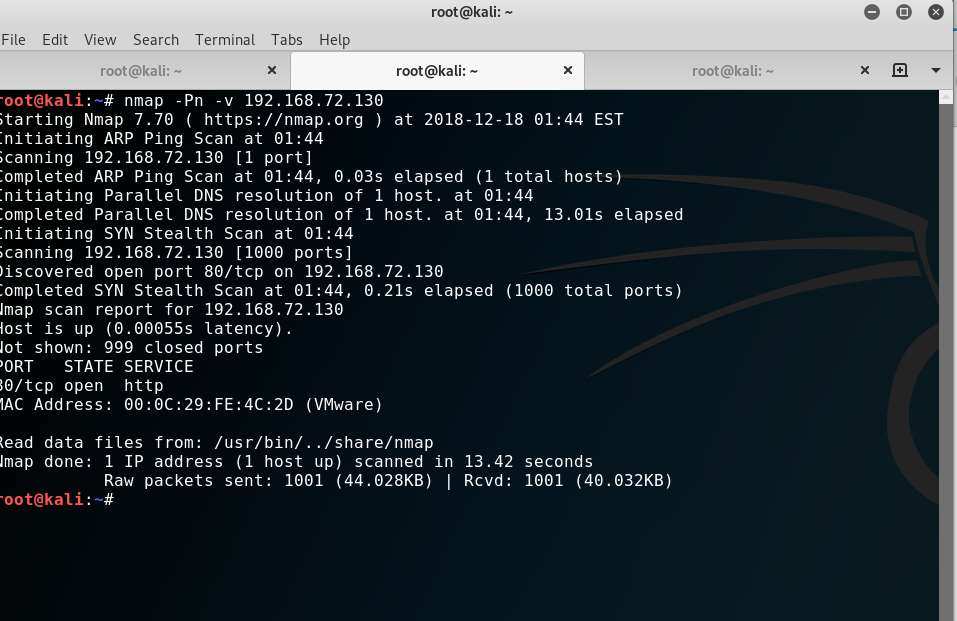 root@kali: ~
File Edit View Search Terminal Tabs Help
root@kali: ~ root@kali: ~ root@kali: ~
root@kali:~# nmap -Pn -v 192.168.72.130
Starting Nmap 7.70 ( https://nmap.org ) at 2018-12-18 01:44 EST
Initiating ARP Ping Scan at 01:44
Scanning 192.168.72.130 [1 port]
Completed ARP Ping Scan at 01:44, 0.03s elapsed (1 total hosts)
Initiating Parallel DNS resolution of 1 host. at 01:44
Completed Parallel DNS resolution of 1 host. at 01:44, 13.01s elapsed
Initiating SYN Stealth Scan at 01:44
Scanning 192.168.72.130 [1000 ports]
Discovered open port 80/tcp on 192.168.72.130
Completed SYN Stealth Scan at 01:44, 0.21s elapsed (1000 total ports)
Nmap scan report for 192.168.72.130
Host is up (0.00055s latency).
Not shown: 999 closed ports
PORT   STATE SERVICE
80/tcp open  http
MAC Address: 00:0C:29:FE:4C:2D (VMware)
Read data files from: /usr/bin/../share/nmap
Nmap done: 1 IP address (1 host up) scanned in 13.42 seconds
Raw packets sent: 1001 (44.028KB) | Rcvd: 1001 (40.032KB)
root@kali:~#